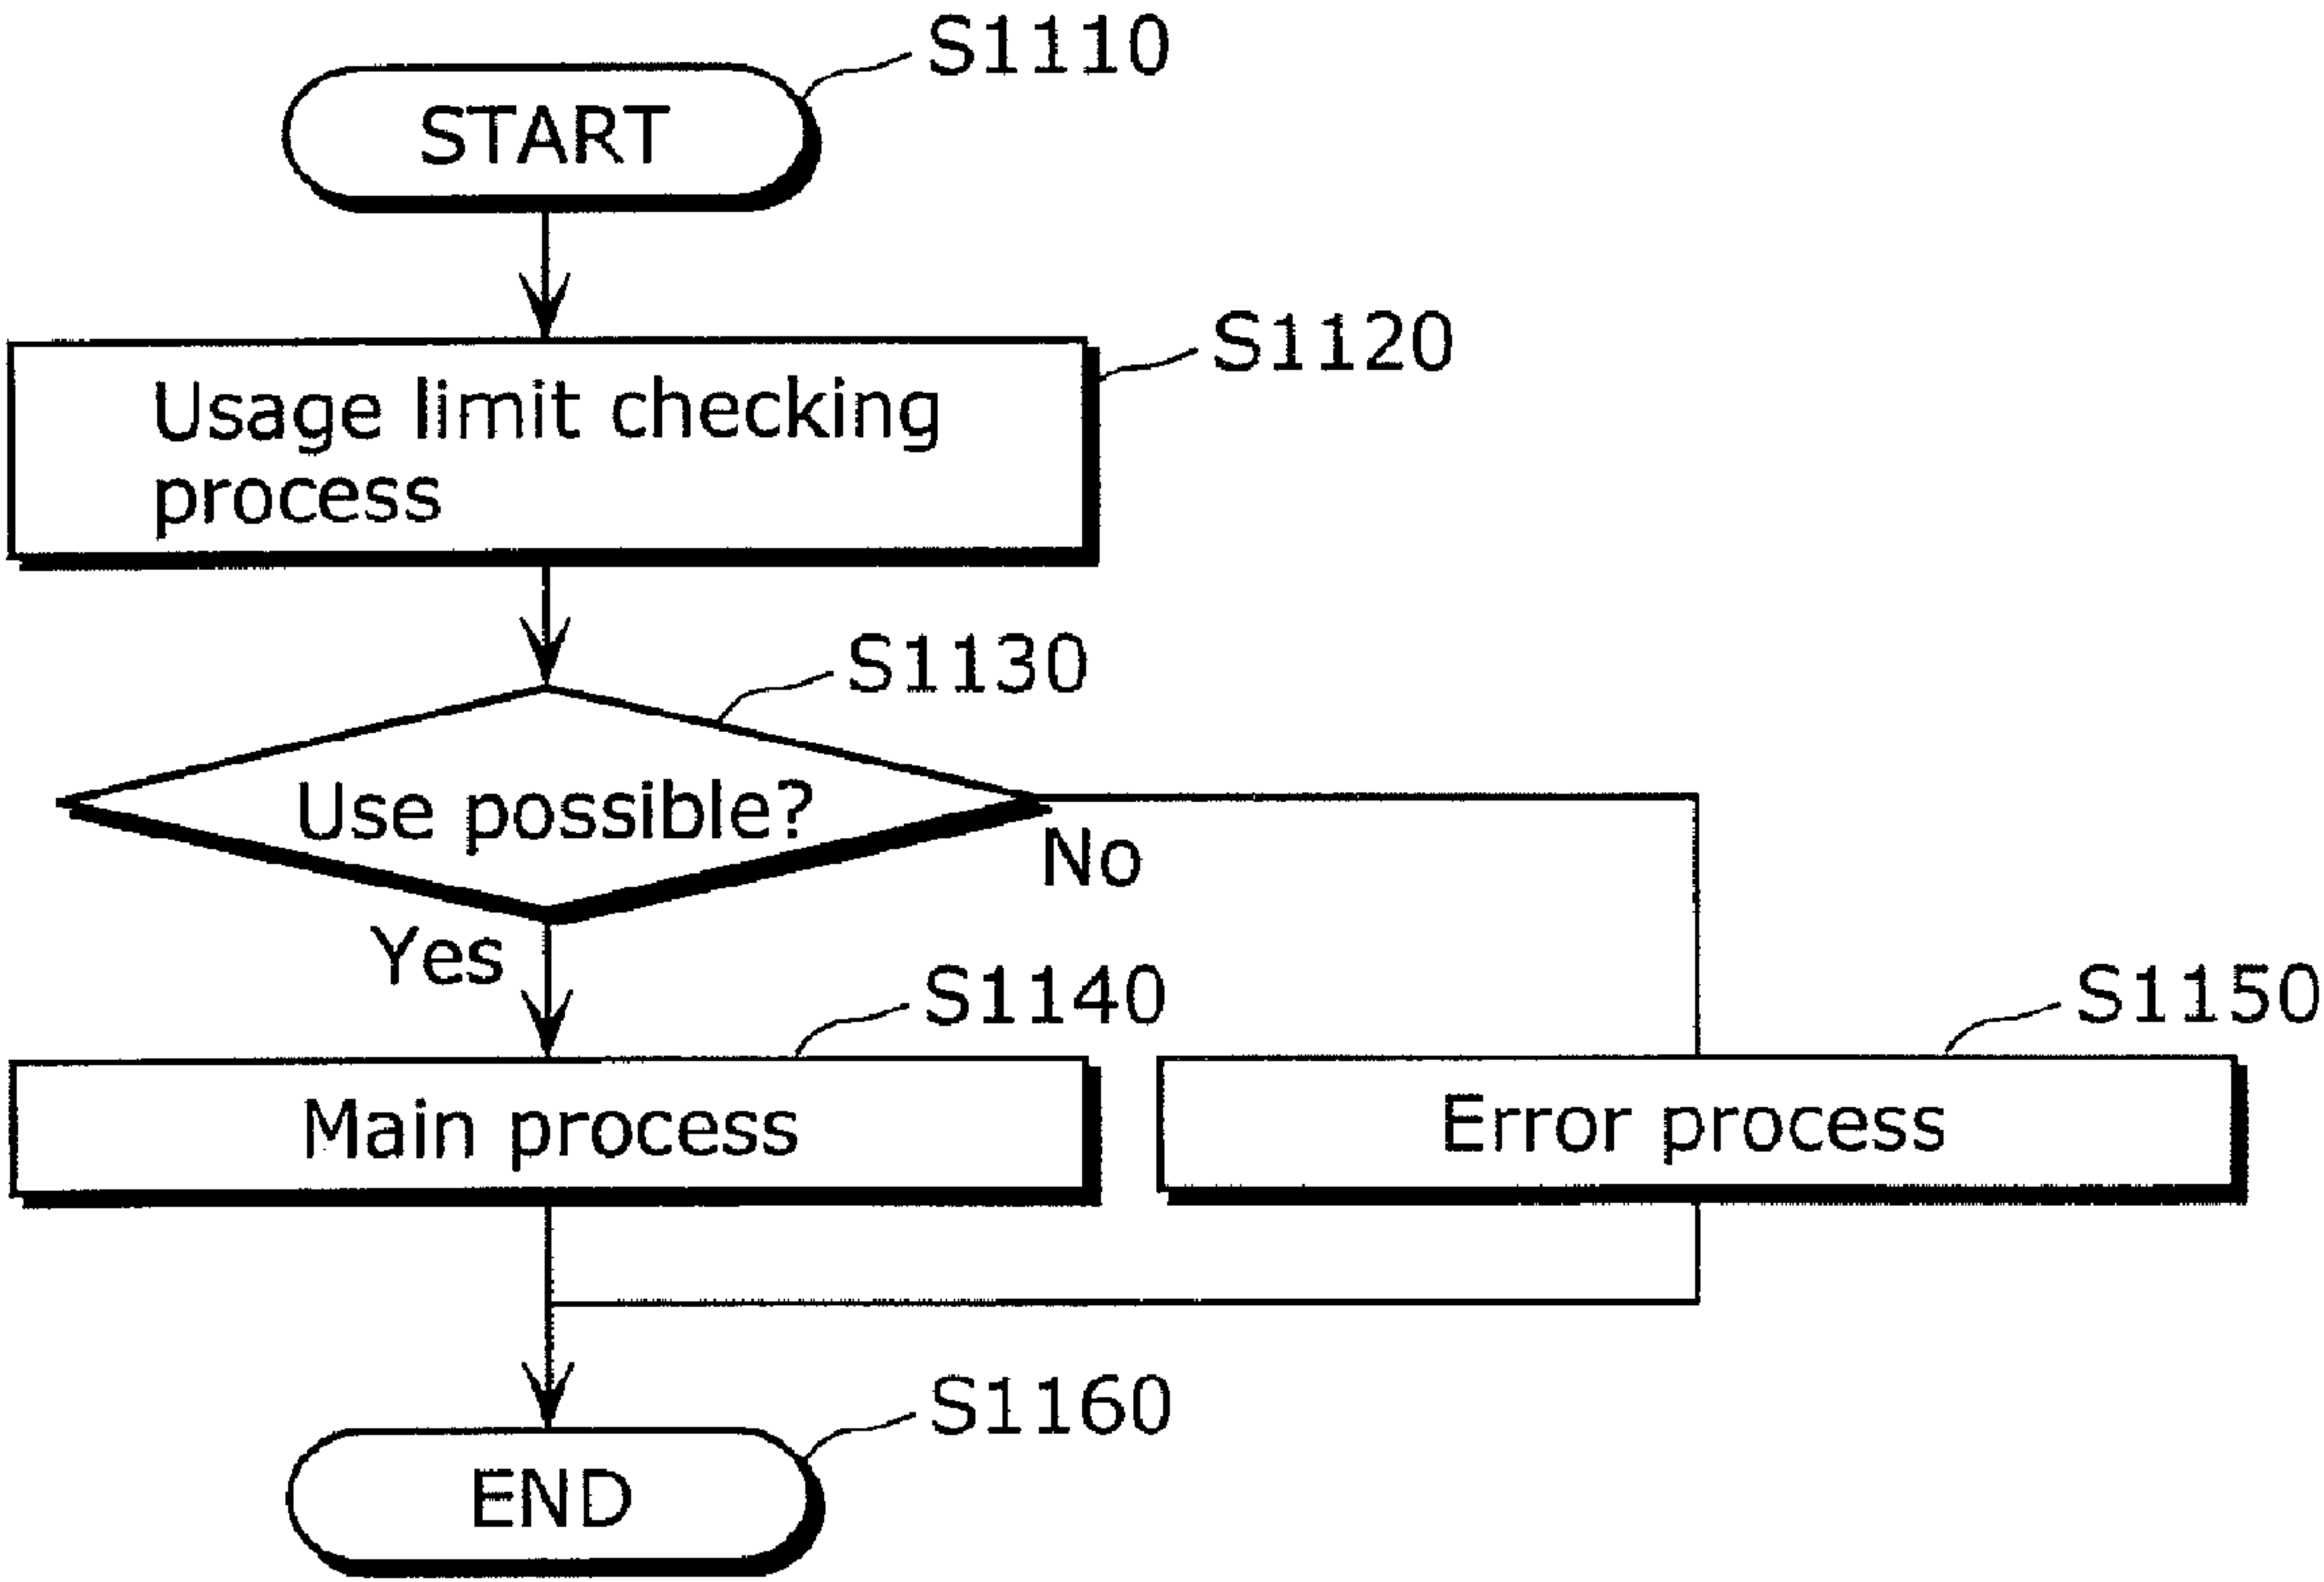 S1110
START
S1120
Usage limit checking
process
S1130
Use possible?
No
Yes
S1140
S1150
Main process
Error process
S1160
END